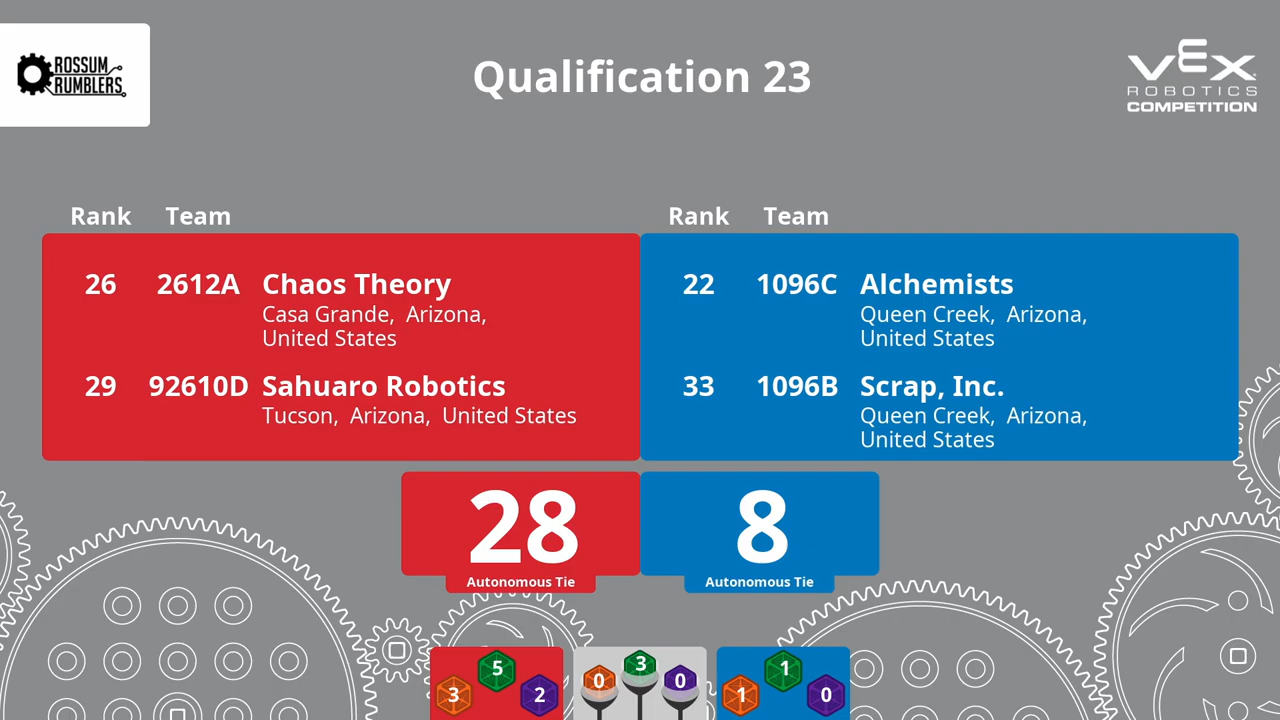 ROSSUM
RUMBLERS
Qualification 23
VEX
ROBOTICS
COMPETITION
Rank Team
26 2612A Chaos Theory
Casa Grande, Arizona,
United States
29 92610D Sahuaro Robotics
Tucson, Arizona, United States
Rank Team
22 1096C Alchemists
Queen Creek, Arizona,
United States
33 1096B Scrap, Inc.
Queen Creek, Arizona,
United States
28
Autonomous Tie
8
Autonomous Tie
3 5 2
0 3 0
1 1 0